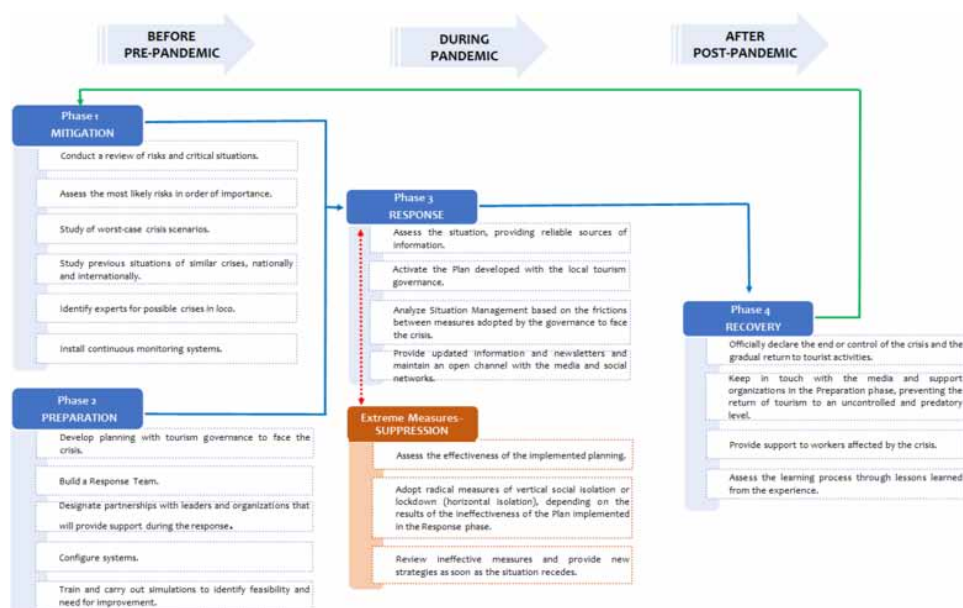 BEFORE
PRE-PANDEMIC
DURING
PANDEMIC
AFTER
POST-PANDEMIC
Phase 1
MITIGATION
Conduct a review of risks and critical situations.
Assess the most likely risks in order of importance.
Study of worst-case crisis scenarios.
Study previous situations of similar crises, nationally
and internationally.
Identify experts for possible crises in loco.
Install continuous monitoring systems.
Phase 2
PREPARATION
Develop planning with tourism governance to face the
crisis.
Build a Response Team.
Designate partnerships with leaders and organizations that
will provide support during the response.
Configure systems.
Train and carry out simulations to identify feasibility and
need for improvement.
Phase 3
RESPONSE
Assess the situation, providing reliable sources of
information.
Activate the Plan developed with the local tourism
governance.
Analyze Situation Management based on the frictions
between measures adopted by the governance to face
the crisis.
Provide updated information and newsletters and
maintain an open channel with the media and social
networks.
Extreme Measures-
SUPPRESSION
Assess the effectiveness of the implemented planning.
Adopt radical measures of vertical social isolation or
lockdown (horizontal isolation), depending on the
results of the ineffectiveness of the Plan implemented
in the Response phase.
Review ineffective measures and provide new
strategies as soon as the situation recedes.
Phase 4
RECOVERY
Officially declare the end or control of the crisis and the
gradual return to tourist activities.
Keep in touch with the media and support
organizations in the Preparation phase, preventing the
return of tourism to an uncontrolled and predatory
level.
Provide support to workers affected by the crisis.
Assess the learning process through lessons learned
from the experience.